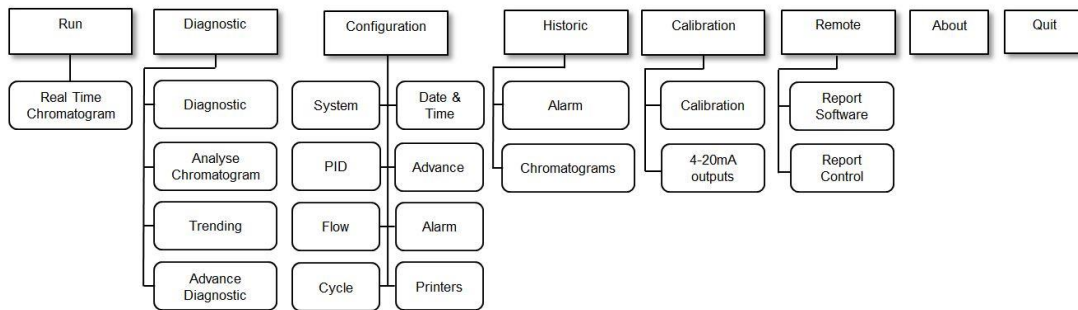 Run
Diagnostic
Configuration
Historic
Calibration
Remote
About
Quit
Real Time
Chromatogram
Diagnostic
Analyse
Chromatogram
Trending
Advance
Diagnostic
System
PID
Flow
Cycle
Date &
Time
Advance
Alarm
Printers
Alarm
Chromatograms
Calibration
4-20mA
outputs
Report
Software
Report
Control